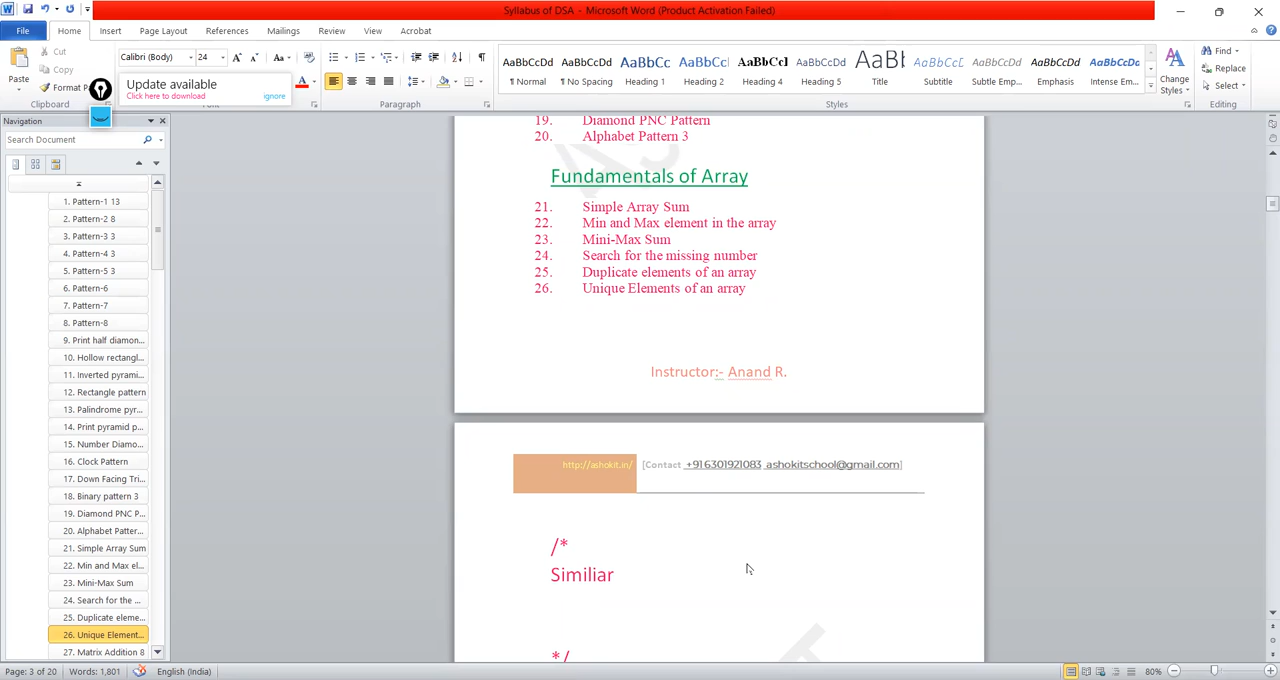 Syllabus of DSA - Microsoft Word (Product Activation Failed)
File Home Insert Page Layout References Mailings Review View Acrobat
Paste
Cut
Copy
Format P
Clipboard
Calibri (Body) 24
Update available
Click here to download ignore
Paragraph
AaBbCcDc AaBbCcDc AaBbCc AaBbCc AaBbCcI AaBbCcDc AaBl AaBbCcDc AaBbCcDc AaBbCcDc AaBbCcDc
¶ Normal ¶ No Spacing Heading 1 Heading 2 Heading 4 Heading 5 Title Subtitle Subtle Emp... Emphasis Intense Em...
Styles
Change
Styles
Find
Replace
Select
Editing
Navigation
Search Document
1. Pattern-1 13
2. Pattern-2 8
3. Pattern-3 3
4. Pattern-4 3
5. Pattern-5 3
6. Pattern-6
7. Pattern-7
8. Pattern-8
9. Print half diamon...
10. Hollow rectangl...
11. Inverted pyrami...
12. Rectangle pattern
13. Palindrome pyr...
14. Print pyramid p...
15. Number Diamo...
16. Clock Pattern
17. Down Facing Tri...
18. Binary pattern 3
19. Diamond PNC P...
20. Alphabet Patter...
21. Simple Array Sum
22. Min and Max el...
23. Mini-Max Sum
24. Search for the ...
25. Duplicate eleme...
26. Unique Element...
27. Matrix Addition 8
19. Diamond PNC Pattern
20. Alphabet Pattern 3
Fundamentals of Array
21. Simple Array Sum
22. Min and Max element in the array
23. Mini-Max Sum
24. Search for the missing number
25. Duplicate elements of an array
26. Unique Elements of an array
Instructor:- Anand R.
http://ashokit.in/ [Contact +916301921083 ashokitschool@gmail.com]
/*
Similiar
*/
Page: 3 of 20 Words: 1,801 English (India) 80%